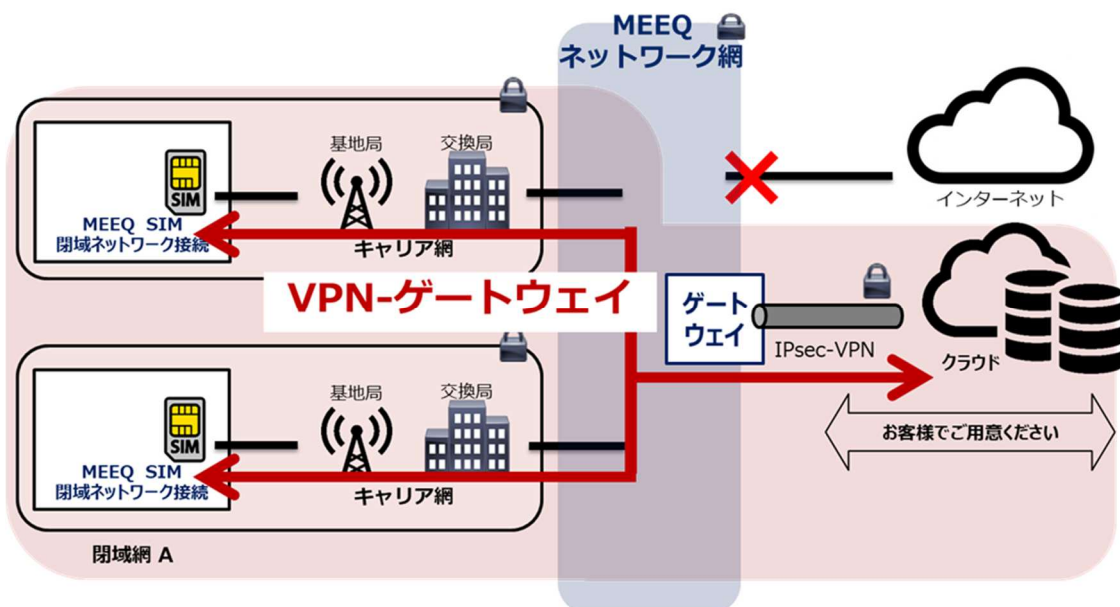 MEEQ
ネットワーク網
基地局
交換局
SIM
MEEQ SIM
閉域ネットワーク接続
キャリア網
インターネット
VPN-ゲートウェイ
ゲート
ウェイ
IPsec-VPN
クラウド
お客様でご用意ください
基地局
交換局
SIM
MEEQ SIM
閉域ネットワーク接続
キャリア網
閉域網 A